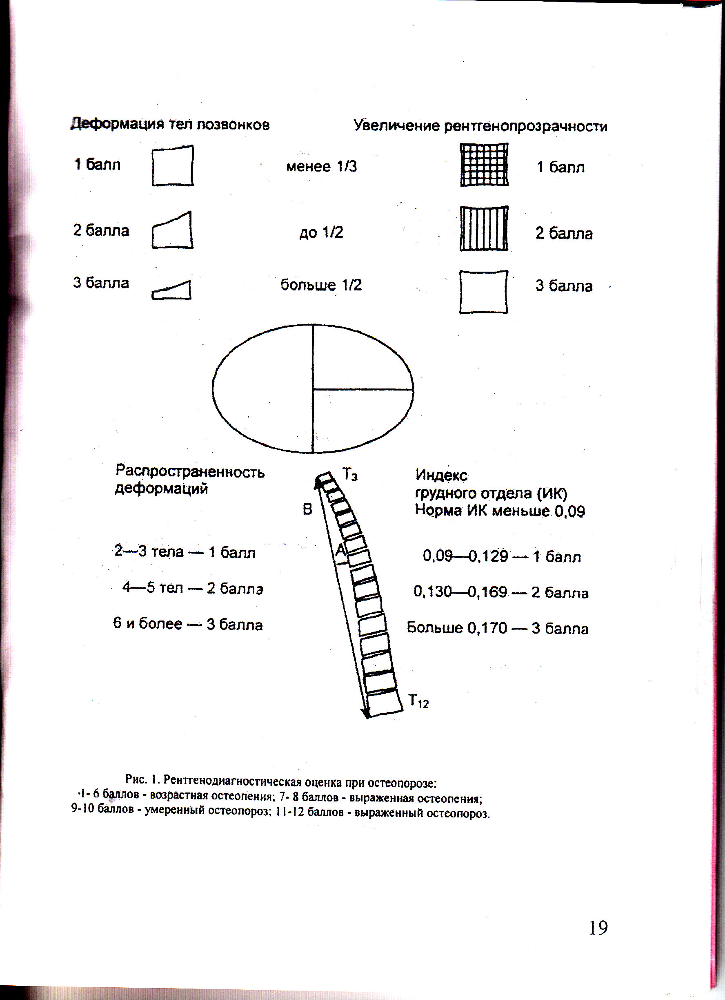 Деформация тел позвонков
Увеличение рентгенопрозрачности
1 балл
менее 1/3
1 балл
2 балла
до 1/2
2 балла
3 балла
больше 1/2
3 балла
Распространенность
деформаций
2—3 тела — 1 балл
4—5 тел — 2 балла
6 и более — 3 балла
T3
B
A
T12
Индекс
грудного отдела (ИК)
Норма ИК меньше 0,09
0,09—0,129 — 1 балл
0,130—0,169 — 2 балла
Больше 0,170 — 3 балла
Рис. 1. Рентгенодиагностическая оценка при остеопорозе:
1- 6 баллов - возрастная остеопения; 7- 8 баллов - выраженная остеопения;
9-10 баллов - умеренный остеопороз; 11-12 баллов - выраженный остеопороз.
19